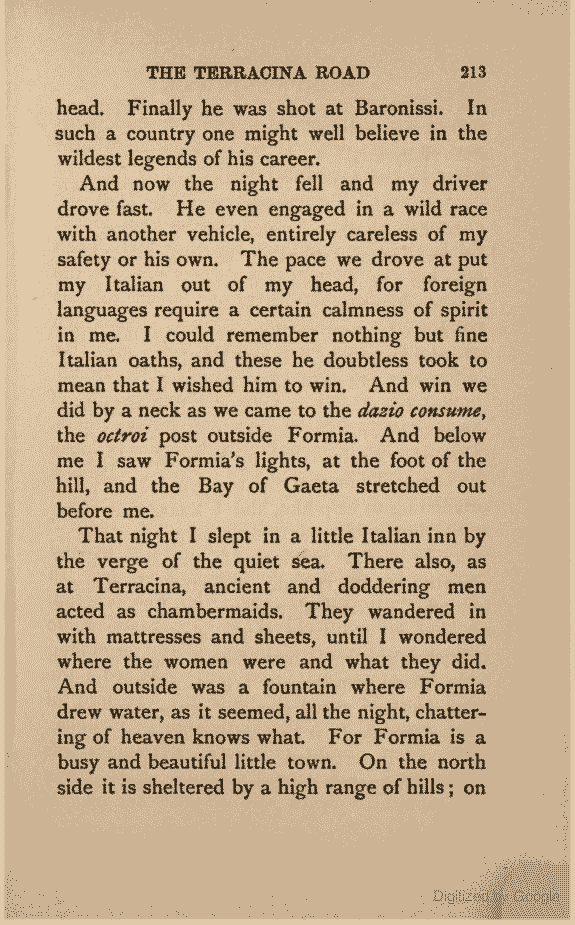 THE TERRACINA ROAD 213
head. Finally he was shot at Baronissi. In
such a country one might well believe in the
wildest legends of his career.
And now the night fell and my driver
drove fast. He even engaged in a wild race
with another vehicle, entirely careless of my
safety or his own. The pace we drove at put
my Italian out of my head, for foreign
languages require a certain calmness of spirit
in me. I could remember nothing but fine
Italian oaths, and these he doubtless took to
mean that I wished him to win. And win we
did by a neck as we came to the dazio consume,
the octroi post outside Formia. And below
me I saw Formia's lights, at the foot of the
hill, and the Bay of Gaeta stretched out
before me.
That night I slept in a little Italian inn by
the verge of the quiet sea. There also, as
at Terracina, ancient and doddering men
acted as chambermaids. They wandered in
with mattresses and sheets, until I wondered
where the women were and what they did.
And outside was a fountain where Formia
drew water, as it seemed, all the night, chatter-
ing of heaven knows what. For Formia is a
busy and beautiful little town. On the north
side it is sheltered by a high range of hills; on
Digitized by Google